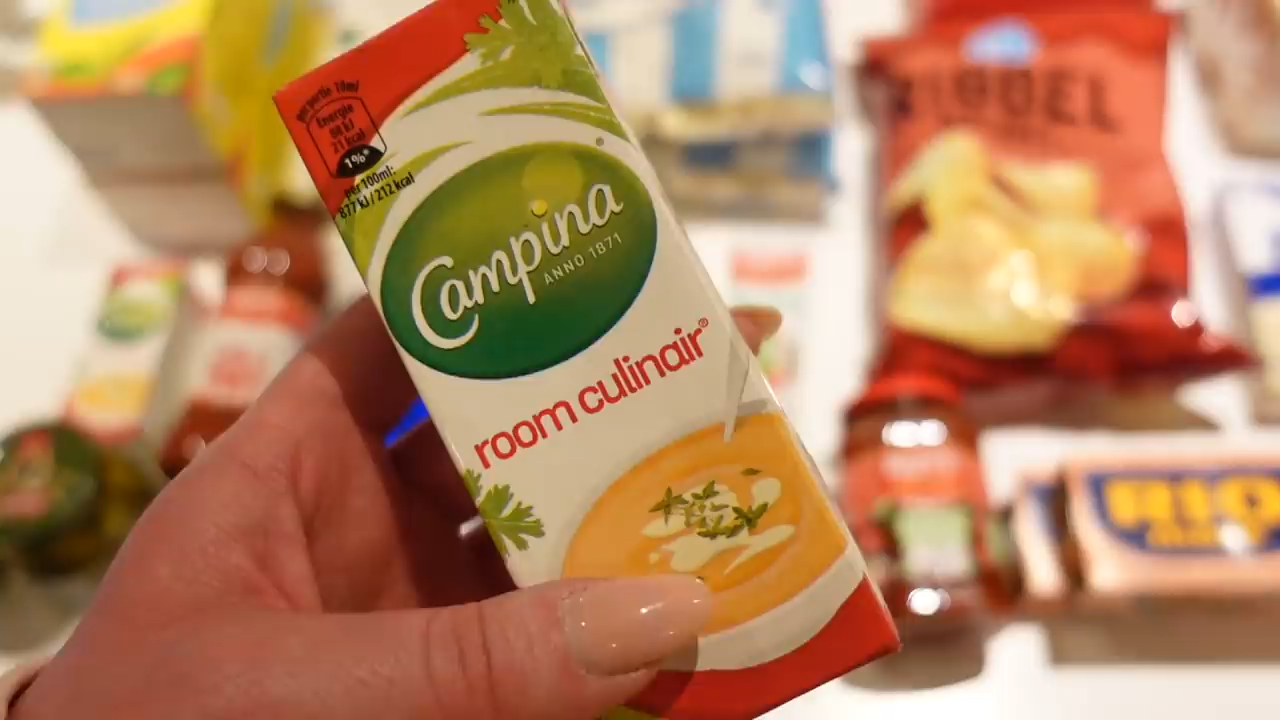 per portie 10ml
Energie
88 kJ
21 kcal
1%*
per 100ml:
877 kJ / 212 kcal
Campina
ANNO 1871
room culinair®
RIO